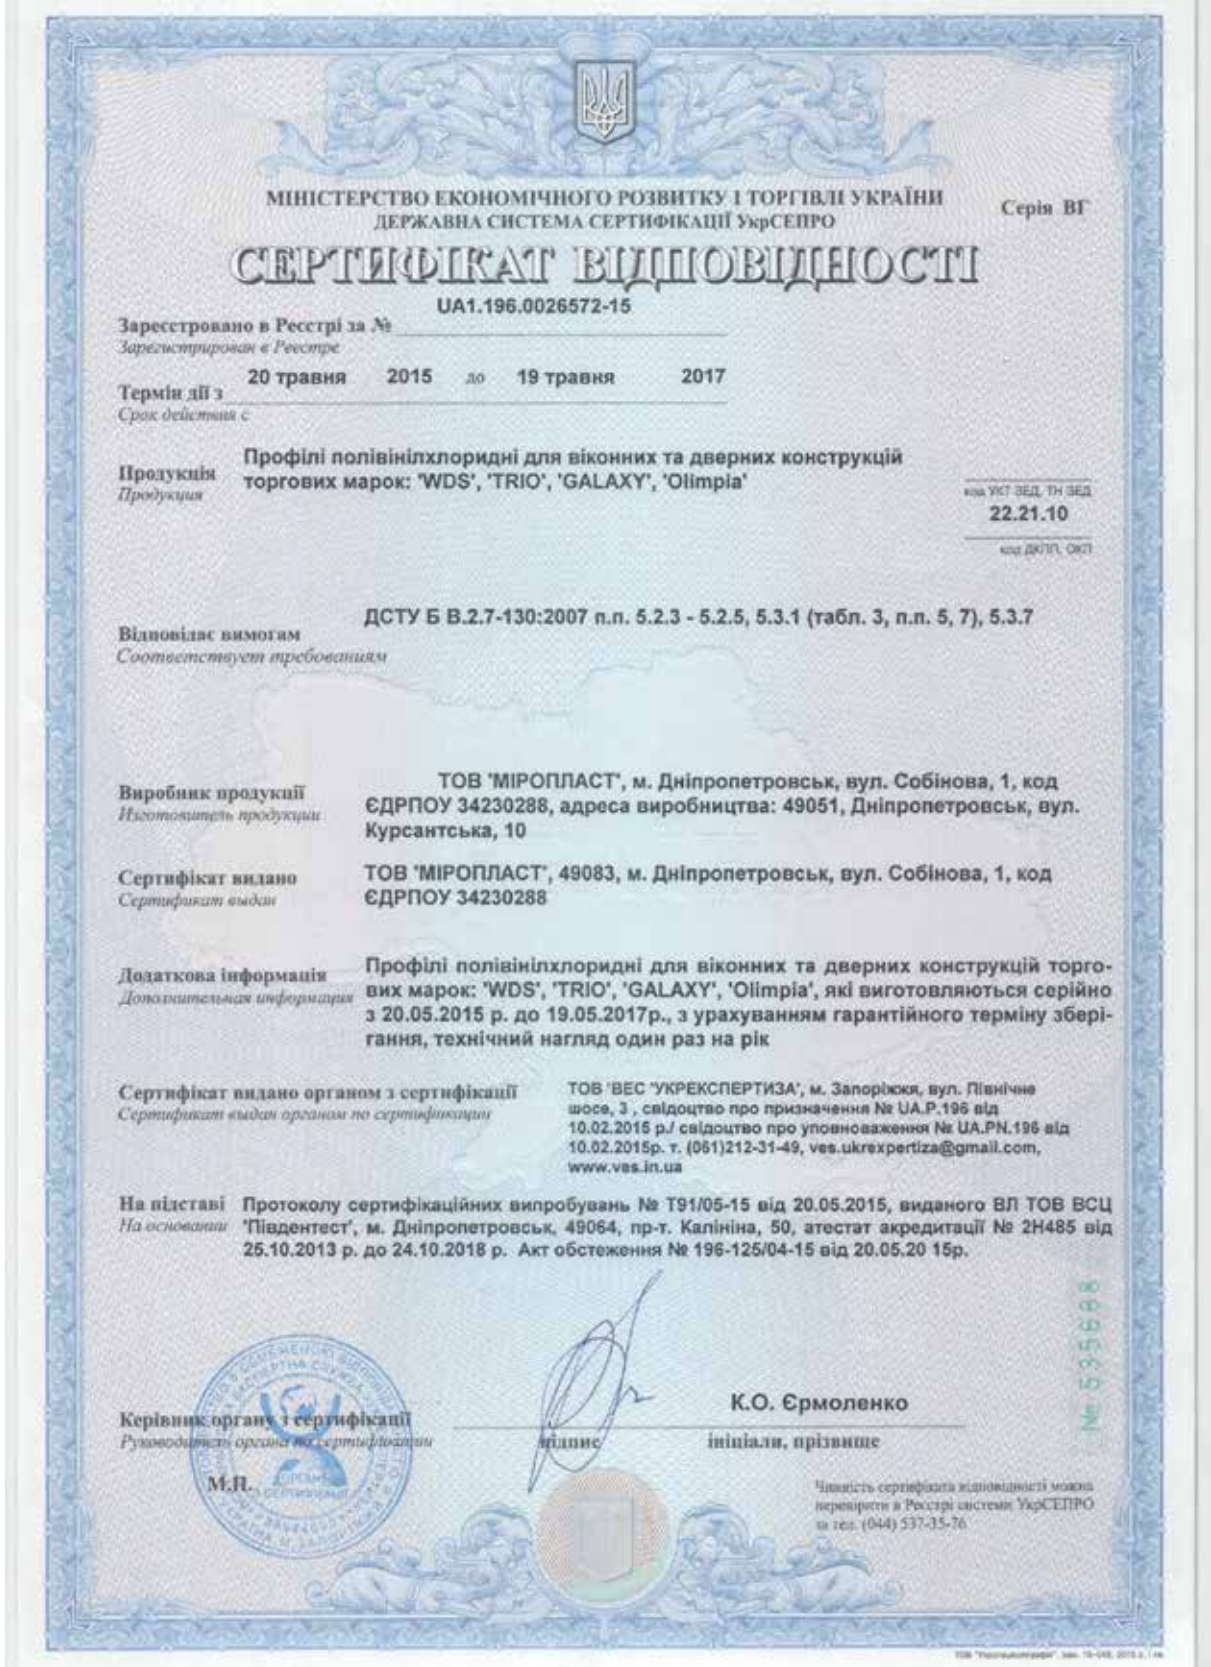 МІНІСТЕРСТВО ЕКОНОМІЧНОГО РОЗВИТКУ І ТОРГІВЛІ УКРАЇНИ
ДЕРЖАВНА СИСТЕМА СЕРТИФІКАЦІЇ УкрСЕПРО
Серія ВГ
СЕРТИФІКАТ ВІДПОВІДНОСТІ
UA1.196.0026572-15
Зареєстровано в Реєстрі за №
Зарегистрирован в Реестре
Термін дії з 20 травня 2015 до 19 травня 2017
Срок действия с
Продукція
Продукция
Профілі полівінілхлоридні для віконних та дверних конструкцій
торгових марок: 'WDS', 'TRIO', 'GALAXY', 'Olimpia'
код УКТ ЗЕД, ТН ЗЕД
22.21.10
код ДКПП, ОКП
ДСТУ Б В.2.7-130:2007 п.п. 5.2.3 - 5.2.5, 5.3.1 (табл. 3, п.п. 5, 7), 5.3.7
Відповідає вимогам
Соответствует требованиям
Виробник продукції
Изготовитель продукции
ТОВ 'МІРОПЛАСТ', м. Дніпропетровськ, вул. Собінова, 1, код
ЄДРПОУ 34230288, адреса виробництва: 49051, Дніпропетровськ, вул.
Курсантська, 10
Сертифікат видано
Сертификат выдан
ТОВ 'МІРОПЛАСТ', 49083, м. Дніпропетровськ, вул. Собінова, 1, код
ЄДРПОУ 34230288
Додаткова інформація
Дополнительная информация
Профілі полівінілхлоридні для віконних та дверних конструкцій торго-
вих марок: 'WDS', 'TRIO', 'GALAXY', 'Olimpia', які виготовляються серійно
з 20.05.2015 р. до 19.05.2017р., з урахуванням гарантійного терміну збері-
гання, технічний нагляд один раз на рік
Сертифікат видано органом з сертифікації
Сертификат выдан органом по сертификации
ТОВ 'ВЕС 'УКРЕКСПЕРТИЗА', м. Запоріжжя, вул. Північне
шосе, 3 , свідоцтво про призначення № UA.P.196 від
10.02.2015 р./ свідоцтво про уповноваження № UA.PN.196 від
10.02.2015р. т. (061)212-31-49, ves.ukrexpertiza@gmail.com,
www.ves.in.ua
На підставі
На основании
Протоколу сертифікаційних випробувань № Т91/05-15 від 20.05.2015, виданого ВЛ ТОВ ВСЦ
'Південтест', м. Дніпропетровськ, 49064, пр-т. Калініна, 50, атестат акредитації № 2Н485 від
25.10.2013 р. до 24.10.2018 р. Акт обстеження № 196-125/04-15 від 20.05.20 15р.
№ 535688
К.О. Єрмоленко
Керівник органу з сертифікації
Руководитель органа по сертификации
підпис
ініціали, прізвище
М.П.
Чинність сертифіката відповідності можна
перевірити в Реєстрі системи УкрСЕПРО
за тел. (044) 537-35-76